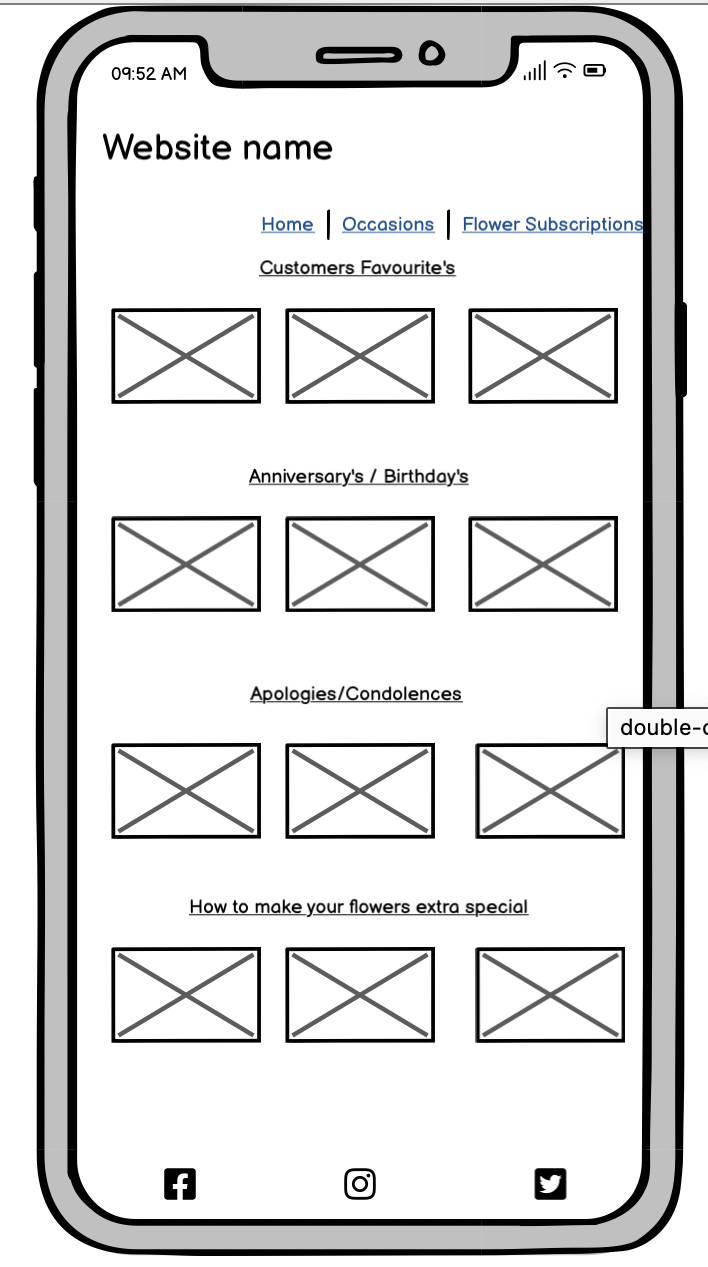 09:52 AM
Website name
Home | Occasions | Flower Subscriptions
Customers Favourite's
Anniversary's / Birthday's
Apologies/Condolences
double-c
How to make your flowers extra special